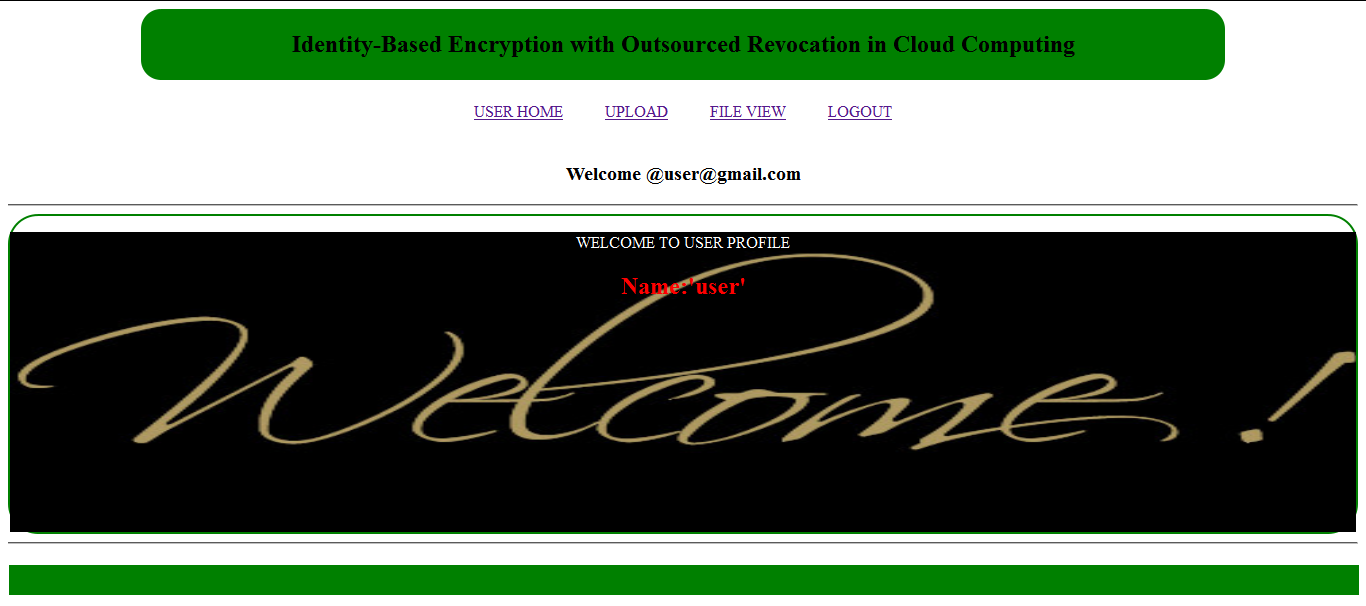 Identity-Based Encryption with Outsourced Revocation in Cloud Computing
USER HOME UPLOAD FILE VIEW LOGOUT
Welcome @user@gmail.com
WELCOME TO USER PROFILE
Name:'user'
Welcome !